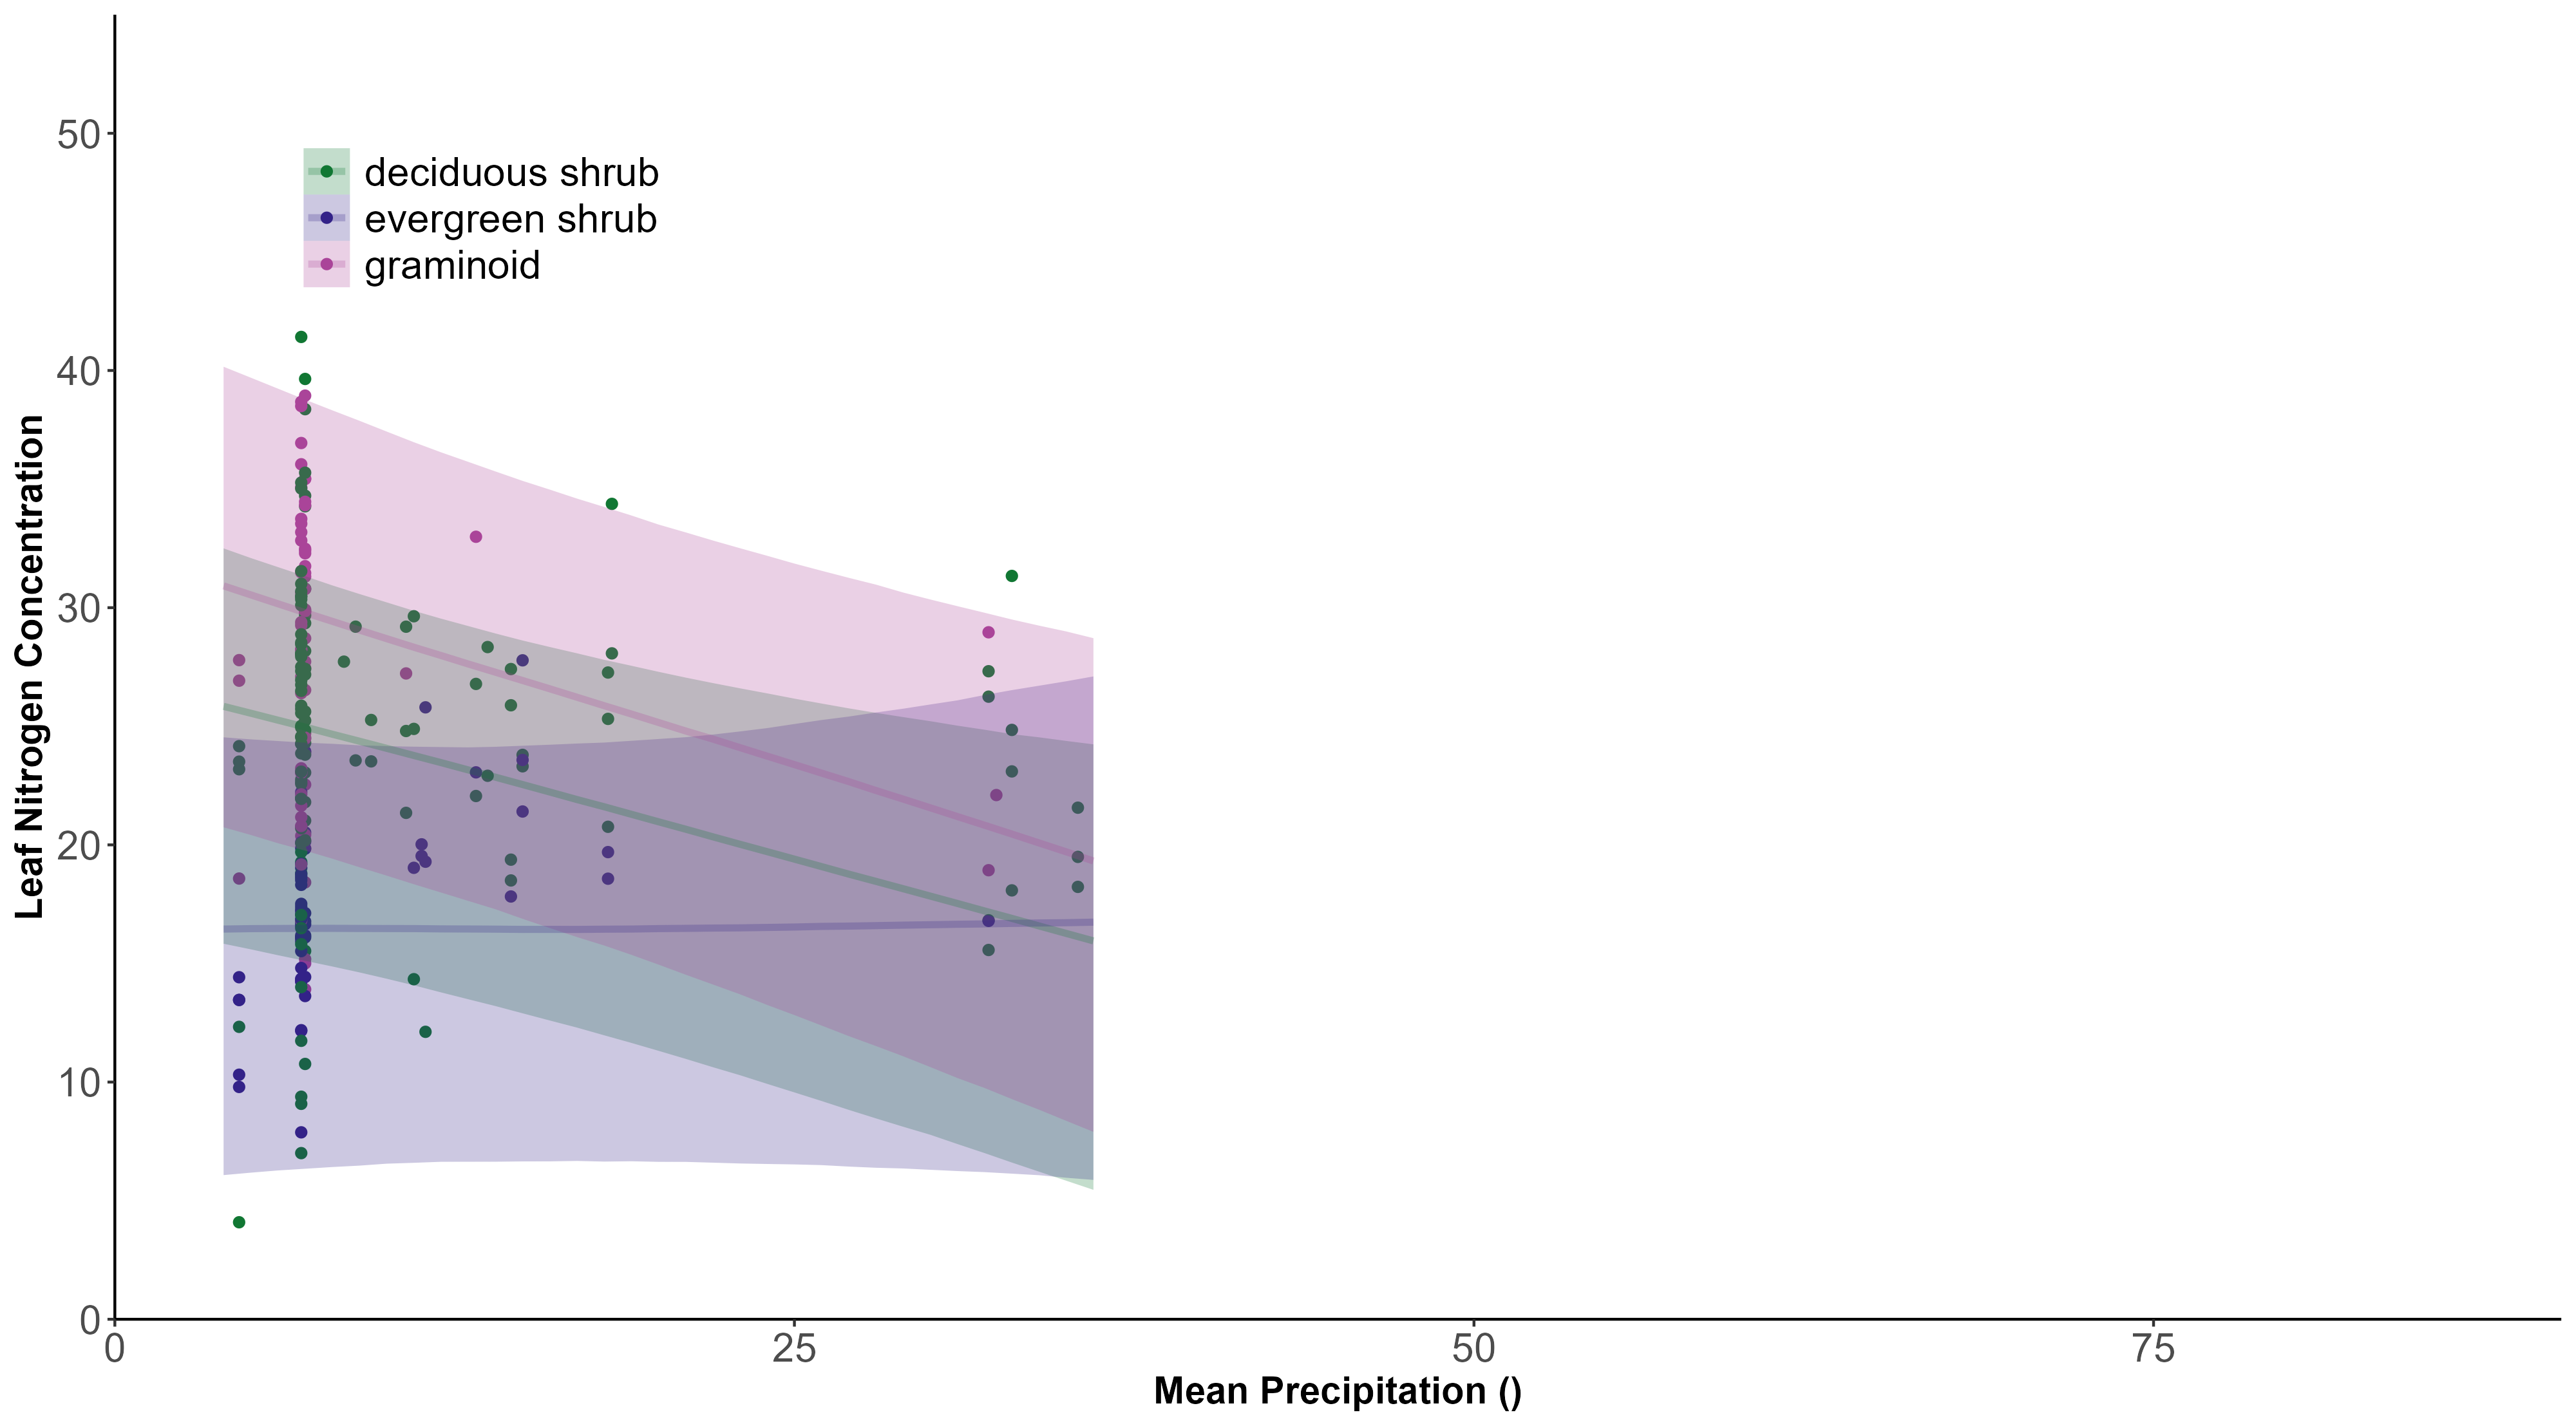 50
deciduous shrub
evergreen shrub
graminoid
40
Leaf Nitrogen Concentration
30
20
10
0
0 25 50 75
Mean Precipitation ()